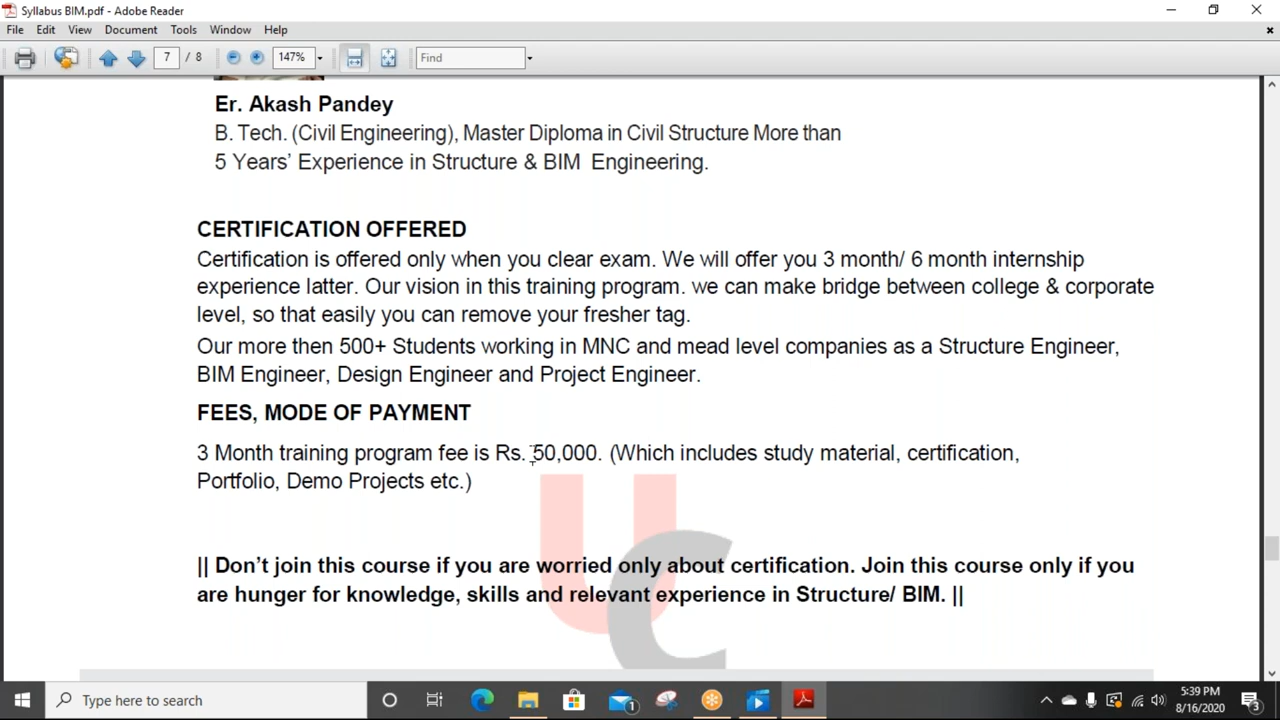 Syllabus BIM.pdf - Adobe Reader
File Edit View Document Tools Window Help
7 / 8 147% Find
Er. Akash Pandey
B. Tech. (Civil Engineering), Master Diploma in Civil Structure More than
5 Years' Experience in Structure & BIM Engineering.
CERTIFICATION OFFERED
Certification is offered only when you clear exam. We will offer you 3 month/ 6 month internship
experience latter. Our vision in this training program. we can make bridge between college & corporate
level, so that easily you can remove your fresher tag.
Our more then 500+ Students working in MNC and mead level companies as a Structure Engineer,
BIM Engineer, Design Engineer and Project Engineer.
FEES, MODE OF PAYMENT
3 Month training program fee is Rs. 50,000. (Which includes study material, certification,
Portfolio, Demo Projects etc.)
UC
|| Don't join this course if you are worried only about certification. Join this course only if you
are hunger for knowledge, skills and relevant experience in Structure/ BIM. ||
Type here to search
1
5:39 PM
8/16/2020
3